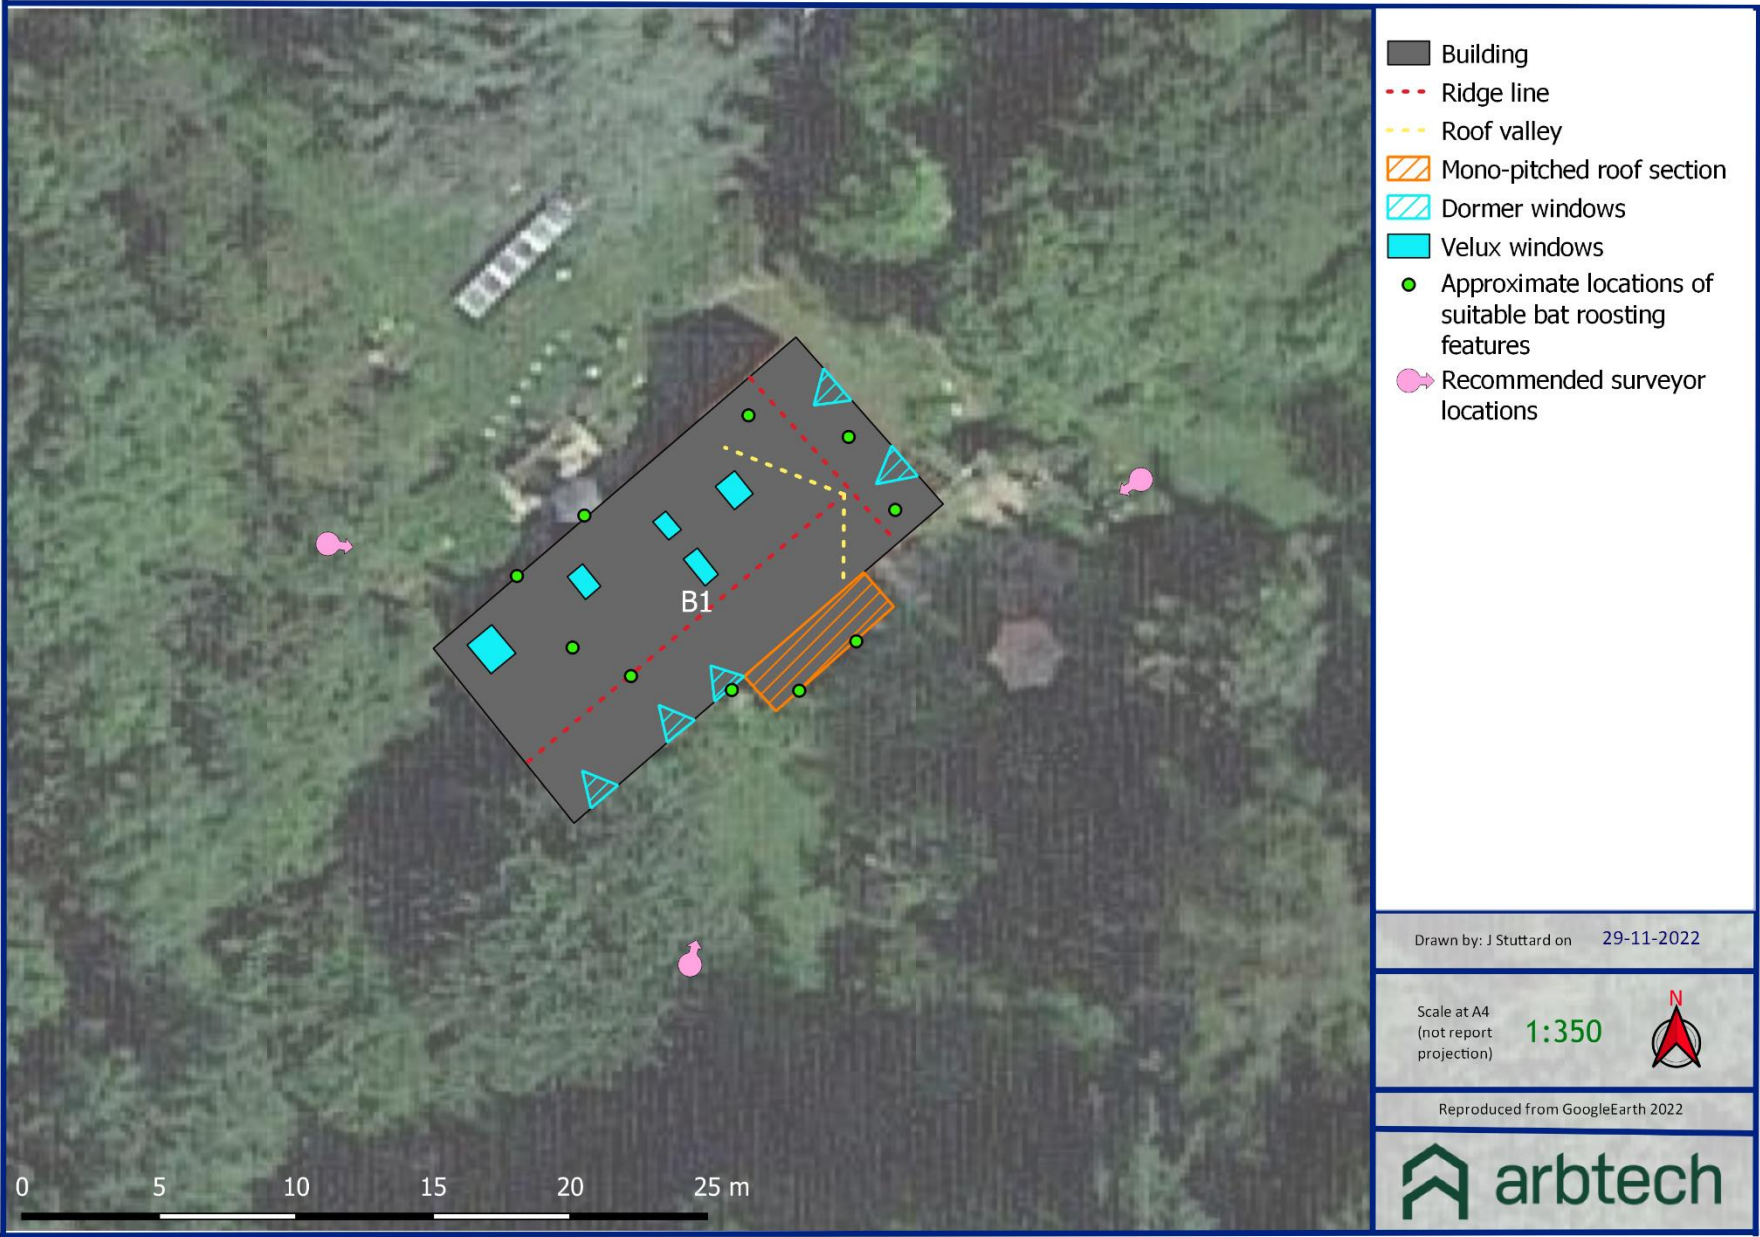 Building
Ridge line
Roof valley
Mono-pitched roof section
Dormer windows
Velux windows
Approximate locations of
suitable bat roosting
features
Recommended surveyor
locations
B1
0 5 10 15 20 25 m
Drawn by: J Stuttard on 29-11-2022
Scale at A4
(not report
projection)
1:350
N
Reproduced from GoogleEarth 2022
arbtech